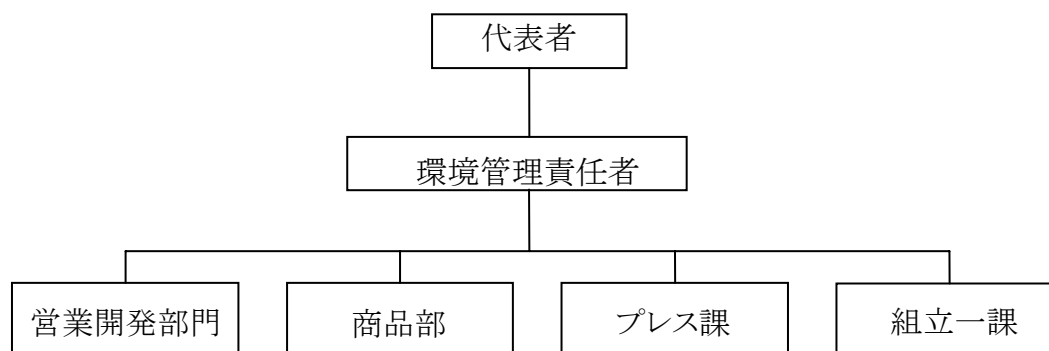 代表者
環境管理責任者
営業開発部門
商品部
プレス課
組立一課